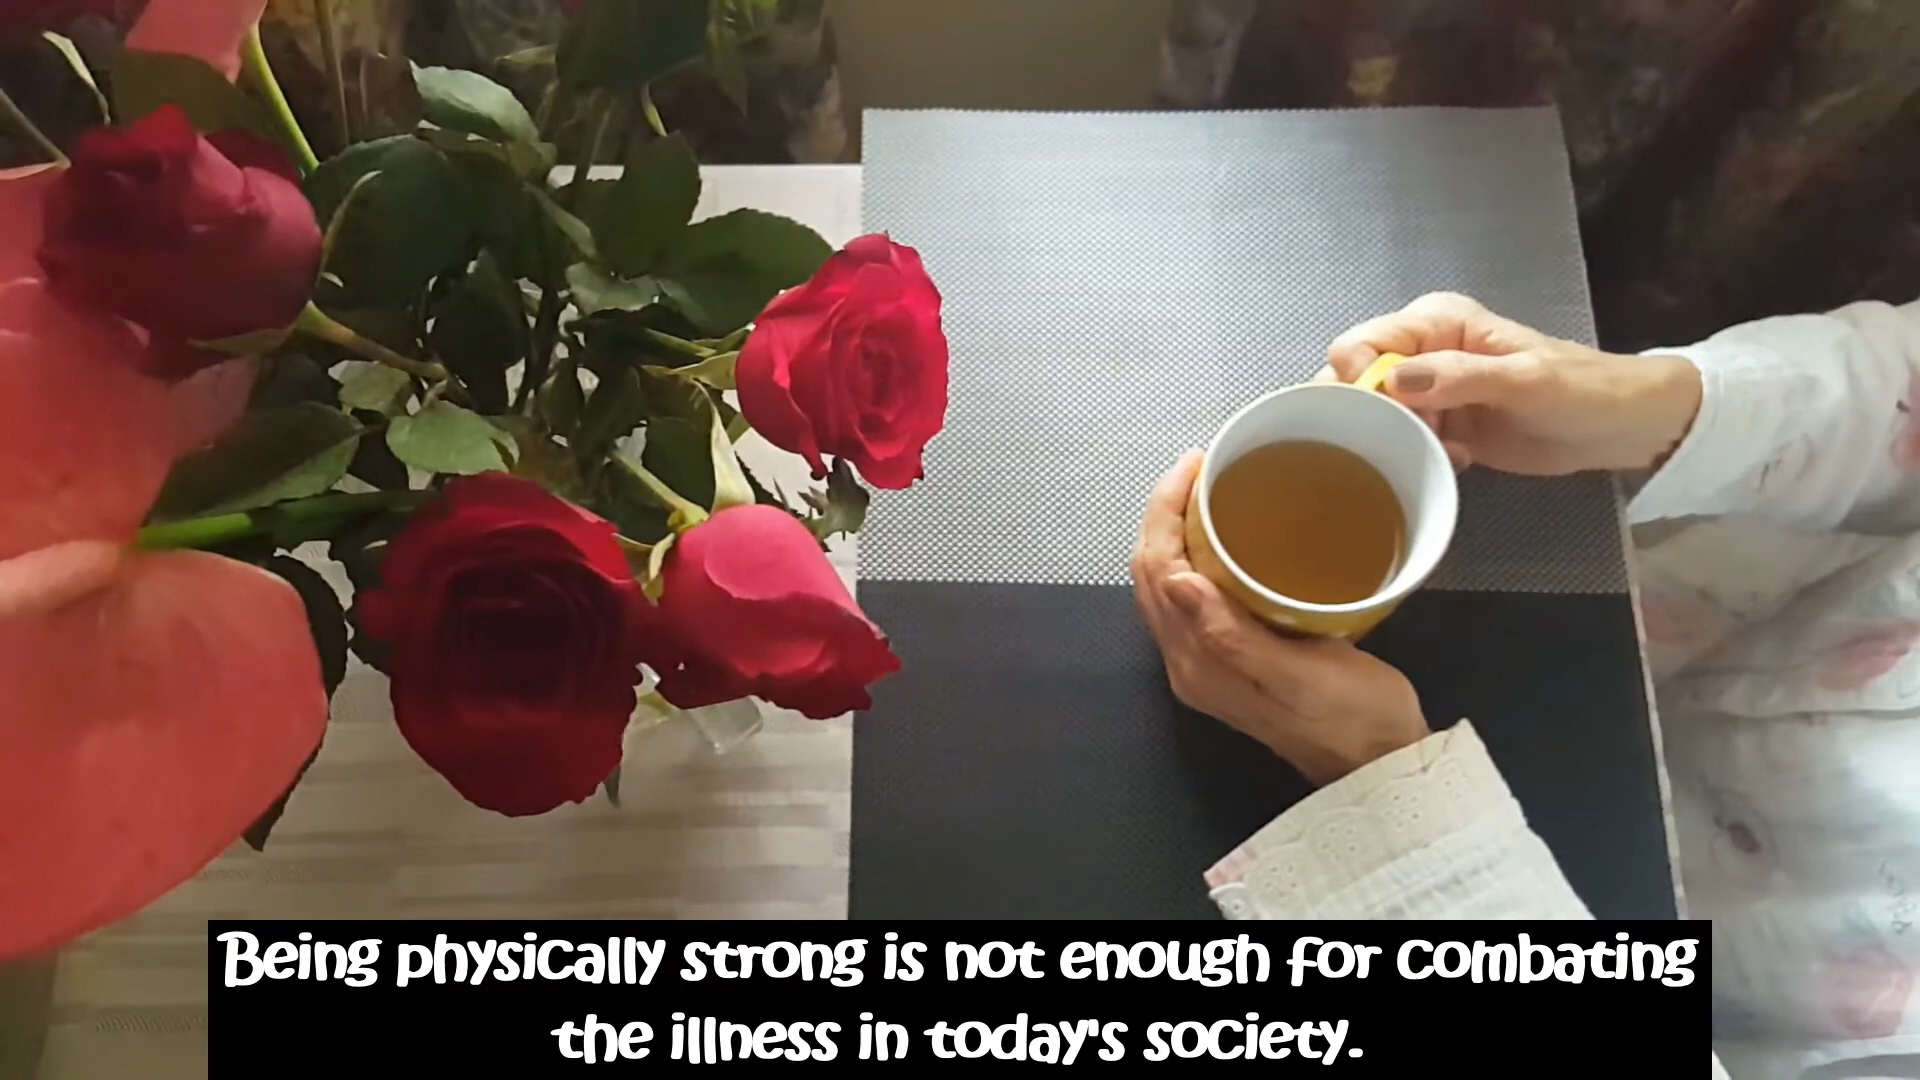 Being physically strong is not enough for combating
the illness in today's society.